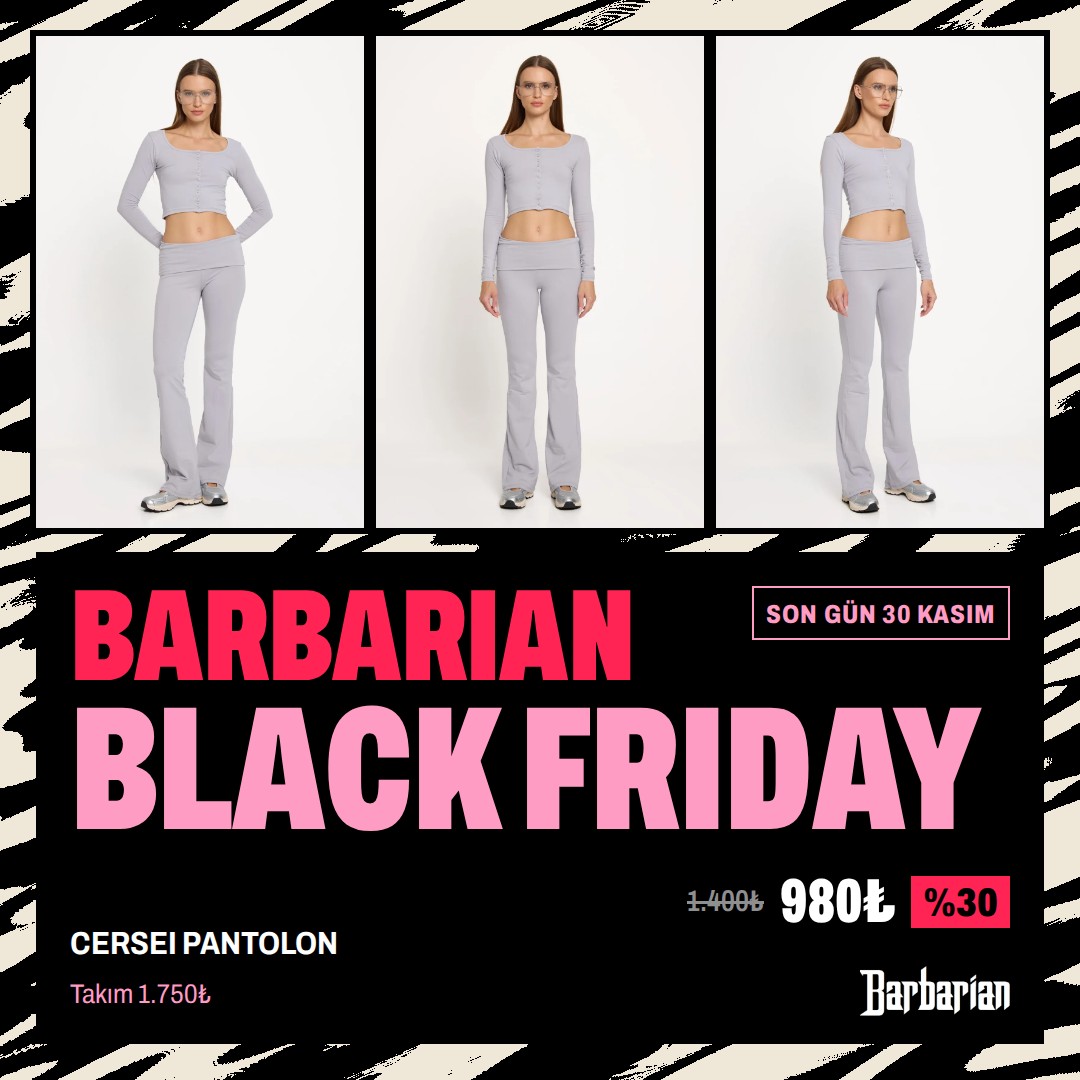 BARBARIAN
SON GÜN 30 KASIM
BLACK FRIDAY
1.400₺ 980₺ %30
CERSEI PANTOLON
Takım 1.750₺
Barbarian